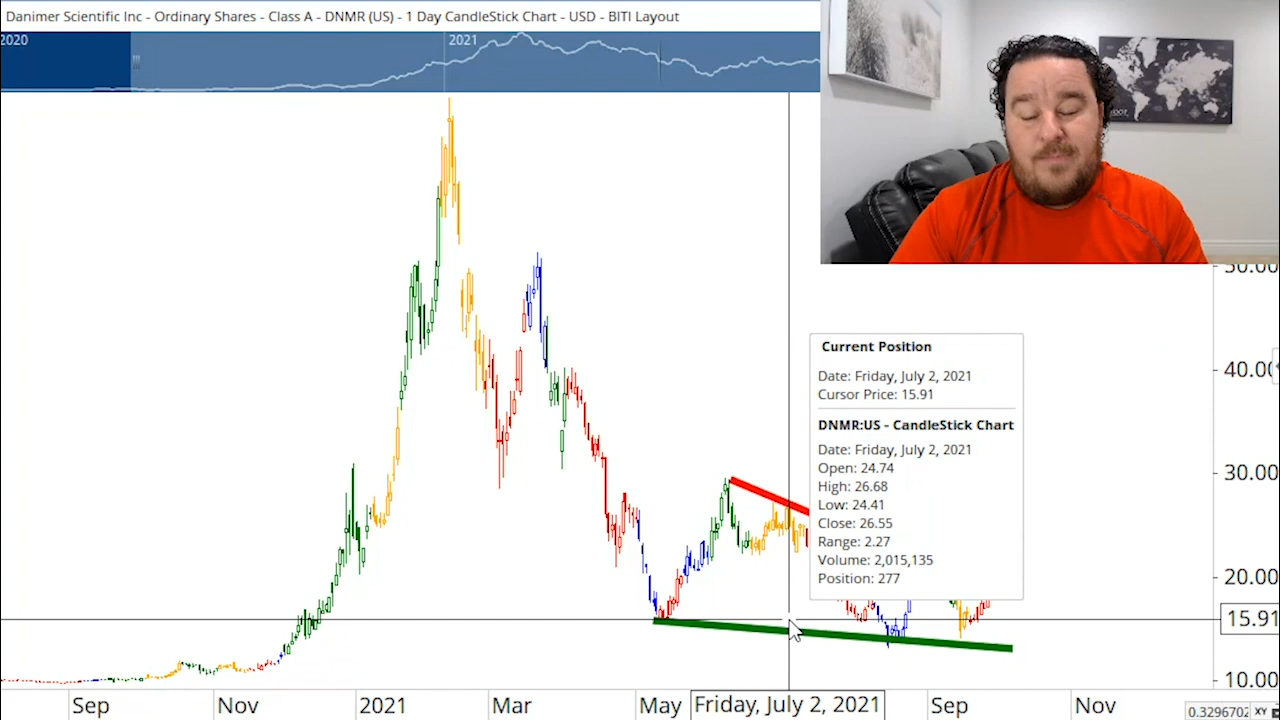 Danimer Scientific Inc - Ordinary Shares - Class A - DNMR (US) - 1 Day CandleStick Chart - USD - BITI Layout
2020
2021
50.00
40.00
Current Position
Date: Friday, July 2, 2021
Cursor Price: 15.91
DNMR:US - CandleStick Chart
Date: Friday, July 2, 2021
Open: 24.74
High: 26.68
Low: 24.41
Close: 26.55
Range: 2.27
Volume: 2,015,135
Position: 277
30.00
20.00
15.91
10.00
Sep
Nov
2021
Mar
May
Friday, July 2, 2021
Sep
Nov
0.3296702
XY